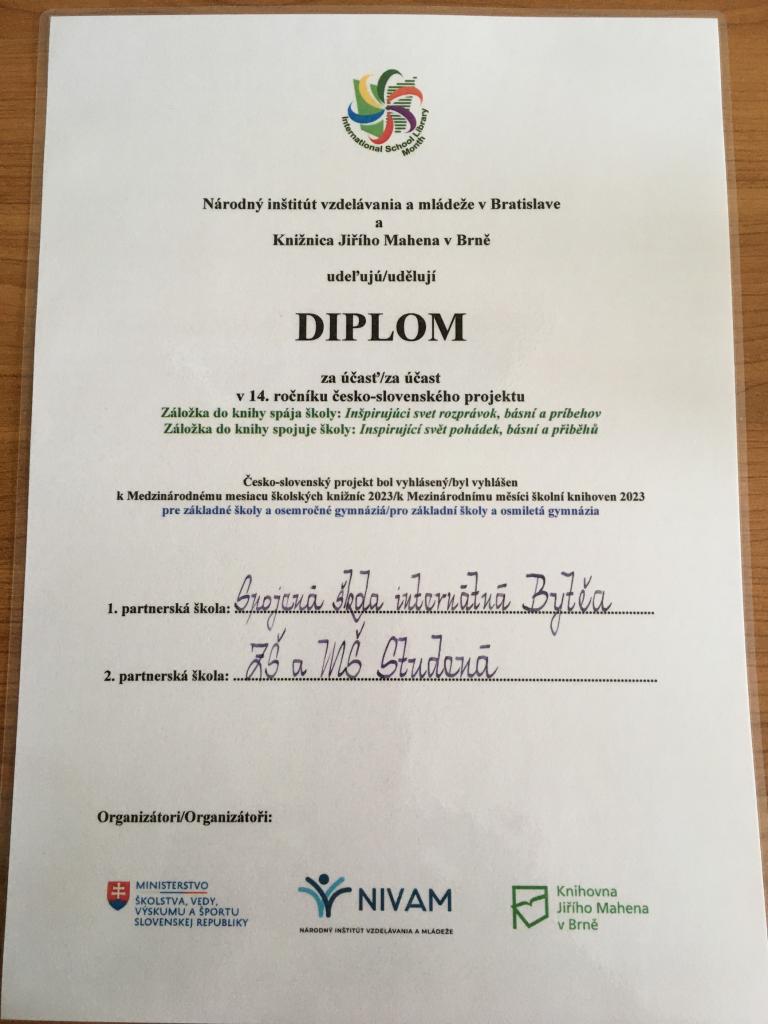 International School Library
Month
Národný inštitút vzdelávania a mládeže v Bratislave
a
Knižnica Jiřího Mahena v Brně
udeľujú/udělují
DIPLOM
za účasť/za účast
v 14. ročníku česko-slovenského projektu
Záložka do knihy spája školy: Inšpirujúci svet rozprávok, básní a príbehov
Záložka do knihy spojuje školy: Inspirující svět pohádek, básní a přiběhů
Česko-slovenský projekt bol vyhlásený/byl vyhlášen
k Medzinárodnému mesiacu školských knižníc 2023/k Mezinárodnímu měsíci školní knihoven 2023
pre základné školy a osemročné gymnáziá/pro základní školy a osmiletá gymnázia
1. partnerská škola: Spojená škola internátná Bytča
2. partnerská škola: ZŠ a MŠ Studená
Organizátori/Organizátoři:
MINISTERSTVO
ŠKOLSTVA, VEDY,
VÝSKUMU A ŠPORTU
SLOVENSKEJ REPUBLIKY
NIVAM
NÁRODNÝ INŠTITÚT VZDELÁVANIA A MLÁDEŽE
Knihovna
Jiřího Mahena
v Brně